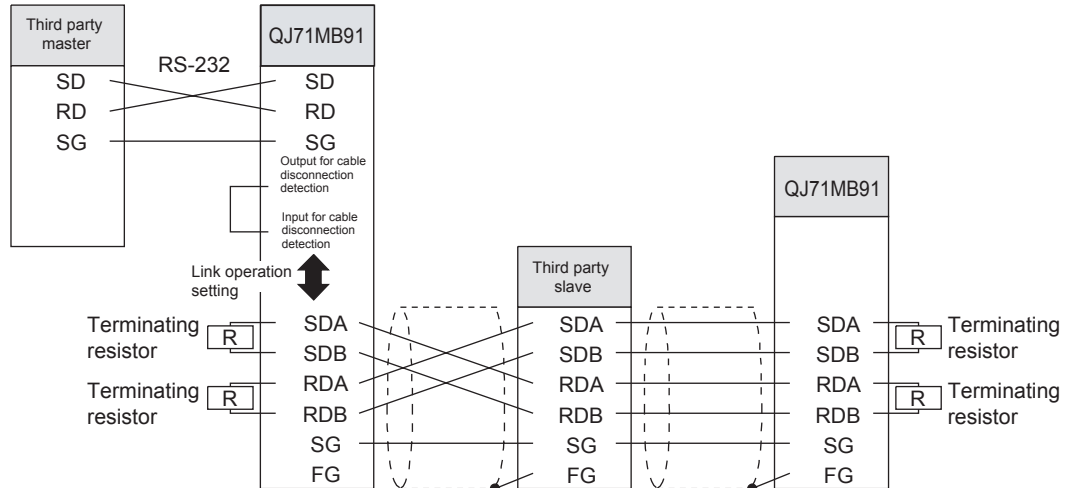 Third party
master
SD
RD
SG
RS-232
QJ71MB91
SD
RD
SG
Output for cable
disconnection
detection
Input for cable
disconnection
detection
Link operation
setting
Terminating
resistor
R
Terminating
resistor
R
SDA
SDB
RDA
RDB
SG
FG
Third party
slave
SDA
SDB
RDA
RDB
SG
FG
QJ71MB91
SDA
SDB
RDA
RDB
SG
FG
R
Terminating
resistor
R
Terminating
resistor